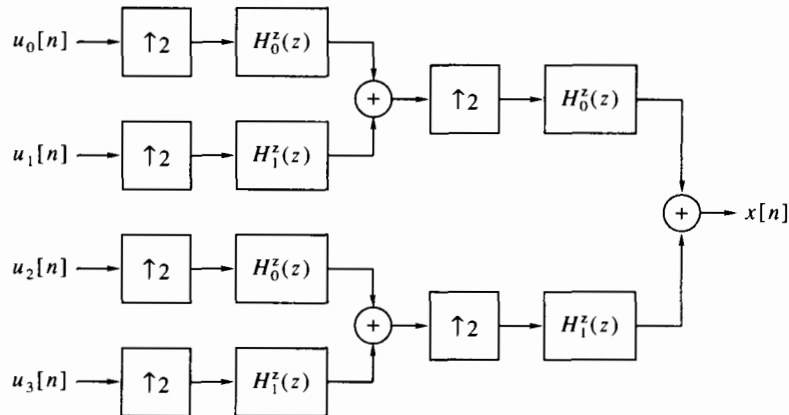 u₀[n] ↑2 H₀ᶻ(z)
+ ↑2 H₀ᶻ(z)
u₁[n] ↑2 H₁ᶻ(z)
+ x[n]
u₂[n] ↑2 H₀ᶻ(z)
+ ↑2 H₁ᶻ(z)
u₃[n] ↑2 H₁ᶻ(z)